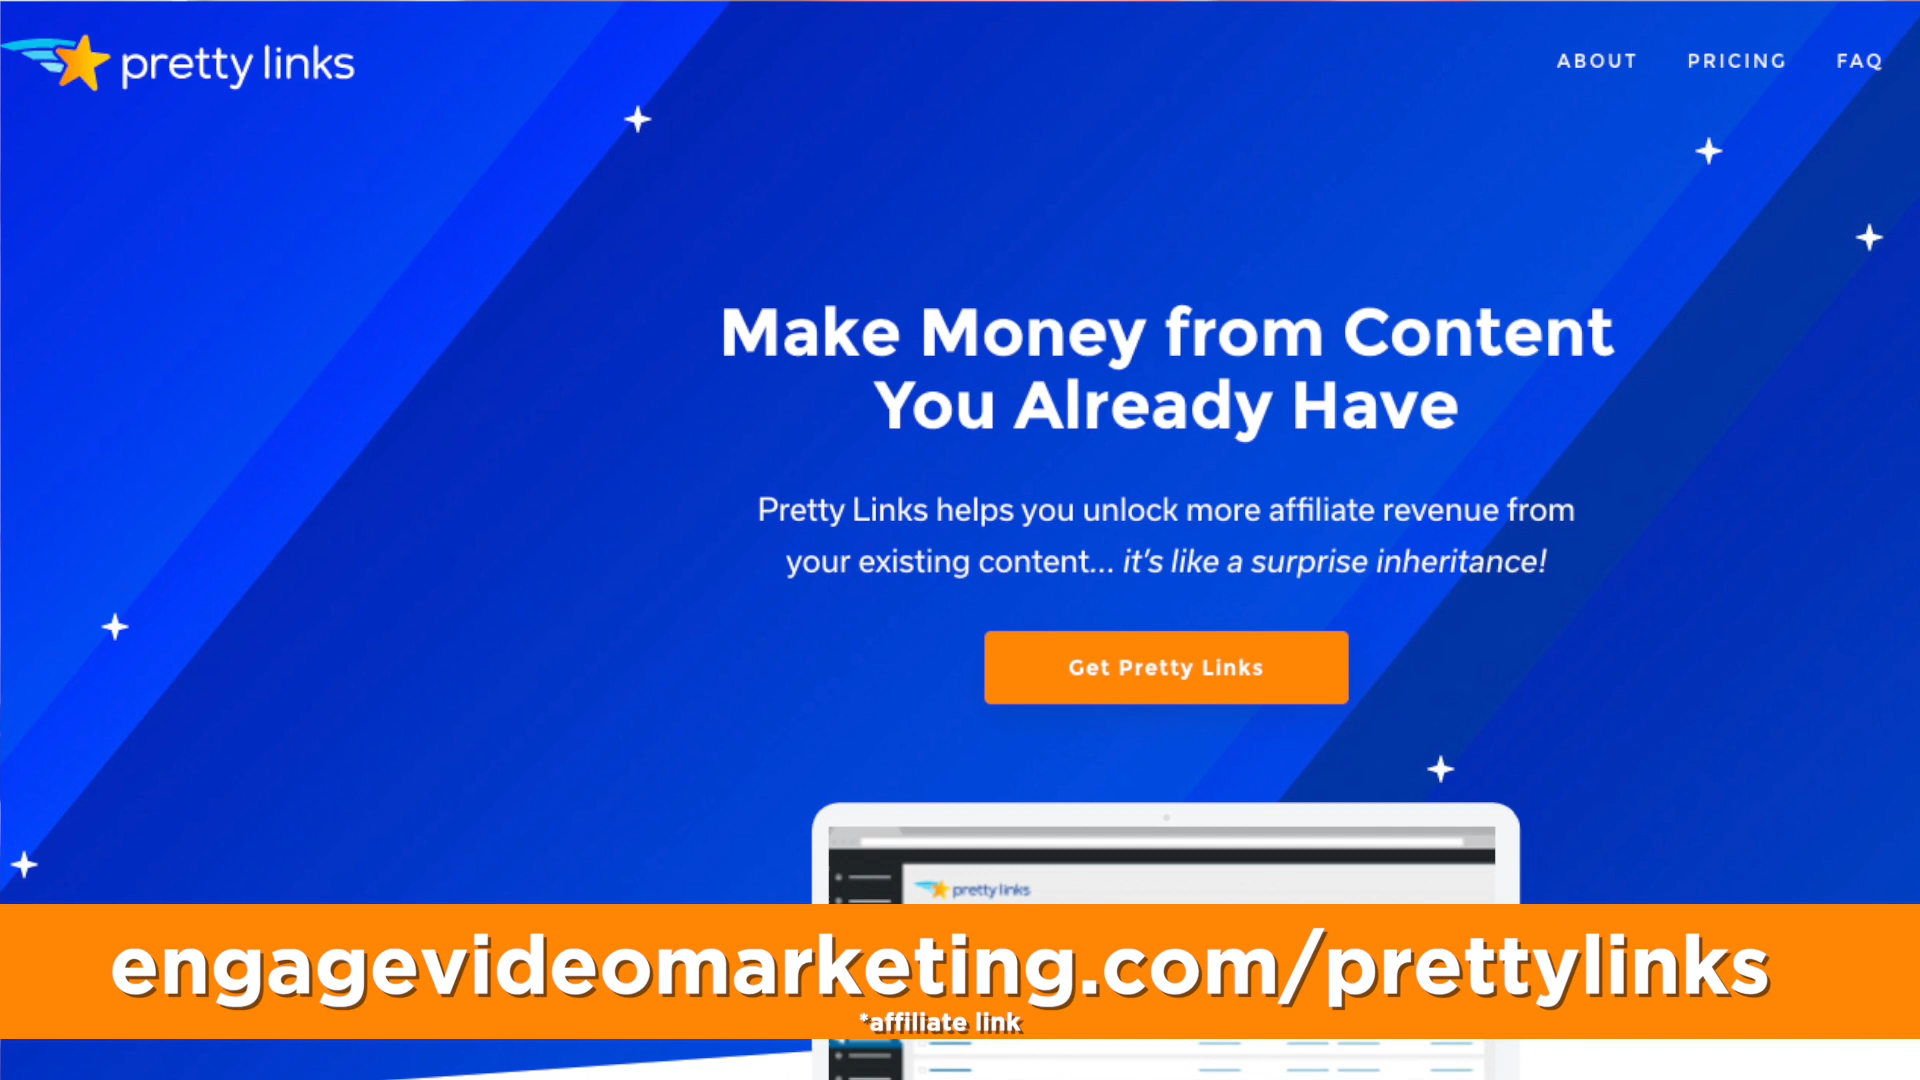 pretty links
ABOUT PRICING FAQ
Make Money from Content
You Already Have
Pretty Links helps you unlock more affiliate revenue from
your existing content... it's like a surprise inheritance!
Get Pretty Links
pretty links
engagevideomarketing.com/prettylinks
*affiliate link